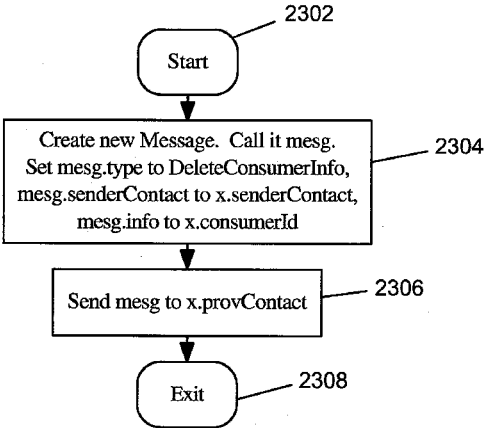 2302
Start
Create new Message. Call it mesg.
Set mesg.type to DeleteConsumerInfo,
mesg.senderContact to x.senderContact,
mesg.info to x.consumerId
2304
Send mesg to x.provContact
2306
Exit
2308